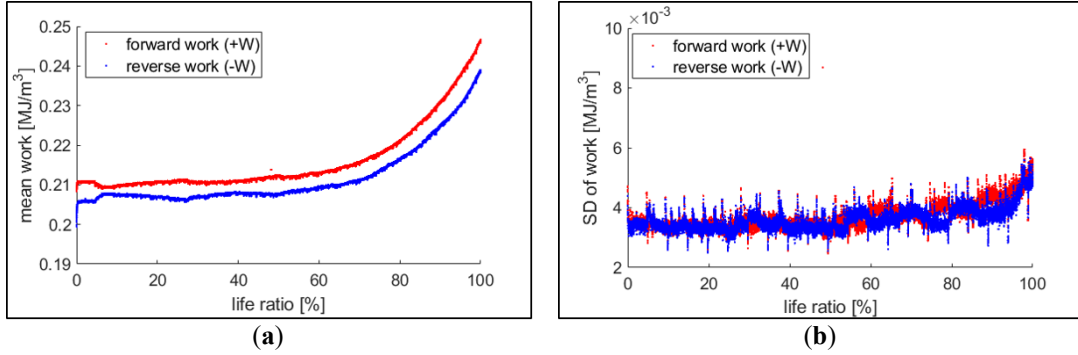 0.25
0.24
0.23
0.22
0.21
0.2
0.19
mean work [MJ/m³]
forward work (+W)
reverse work (-W)
0 20 40 60 80 100
life ratio [%]
(a)
×10⁻³
10
8
6
4
2
SD of work [MJ/m³]
forward work (+W)
reverse work (-W)
0 20 40 60 80 100
life ratio [%]
(b)